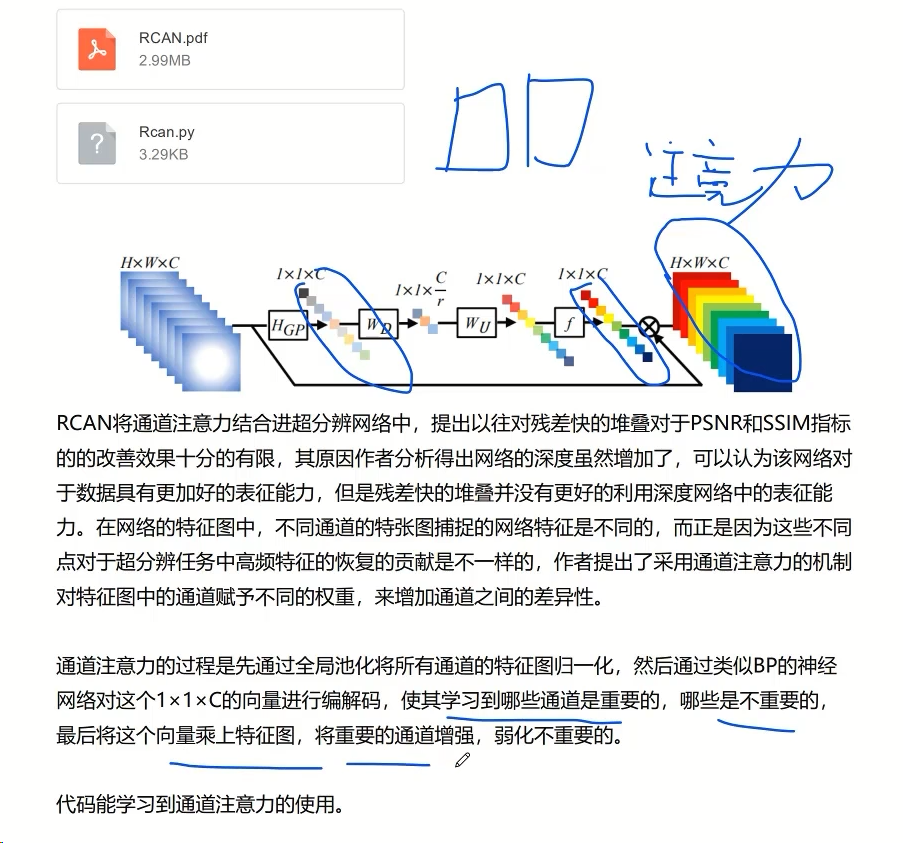 RCAN.pdf
2.99MB
Rcan.py
3.29KB
注意力
H×W×C
1×1×C
1×1×C/r
1×1×C
1×1×C
H×W×C
H_GP
W_D
W_U
f
RCAN将通道注意力结合进超分辨网络中，提出以往对残差快的堆叠对于PSNR和SSIM指标
的的改善效果十分的有限，其原因作者分析得出网络的深度虽然增加了，可以认为该网络对
于数据具有更加好的表征能力，但是残差快的堆叠并没有更好的利用深度网络中的表征能
力。在网络的特征图中，不同通道的特张图捕捉的网络特征是不同的，而正是因为这些不同
点对于超分辨任务中高频特征的恢复的贡献是不一样的，作者提出了采用通道注意力的机制
对特征图中的通道赋予不同的权重，来增加通道之间的差异性。
通道注意力的过程是先通过全局池化将所有通道的特征图归一化，然后通过类似BP的神经
网络对这个1×1×C的向量进行编解码，使其学习到哪些通道是重要的，哪些是不重要的，
最后将这个向量乘上特征图，将重要的通道增强，弱化不重要的。
代码能学习到通道注意力的使用。